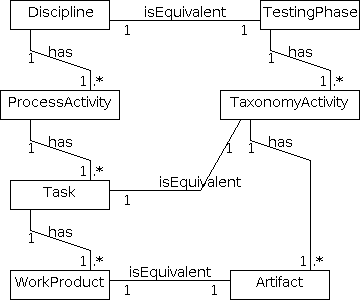 Discipline isEquivalent TestingPhase
1 1
has has
1 1
1.* 1.*
ProcessActivity TaxonomyActivity
has has
1 1 1
1.* isEquivalent
Task 1
has
1
1.* 1.*
WorkProduct isEquivalent Artifact
1 1